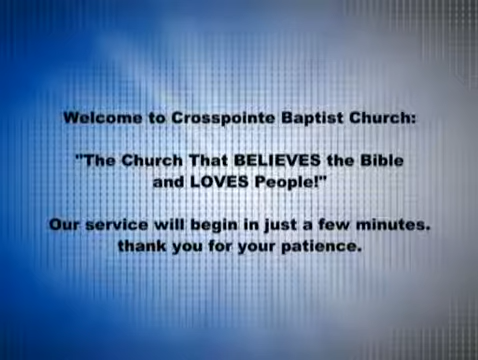 Welcome to Crosspointe Baptist Church:
"The Church That BELIEVES the Bible
and LOVES People!"
Our service will begin in just a few minutes.
thank you for your patience.